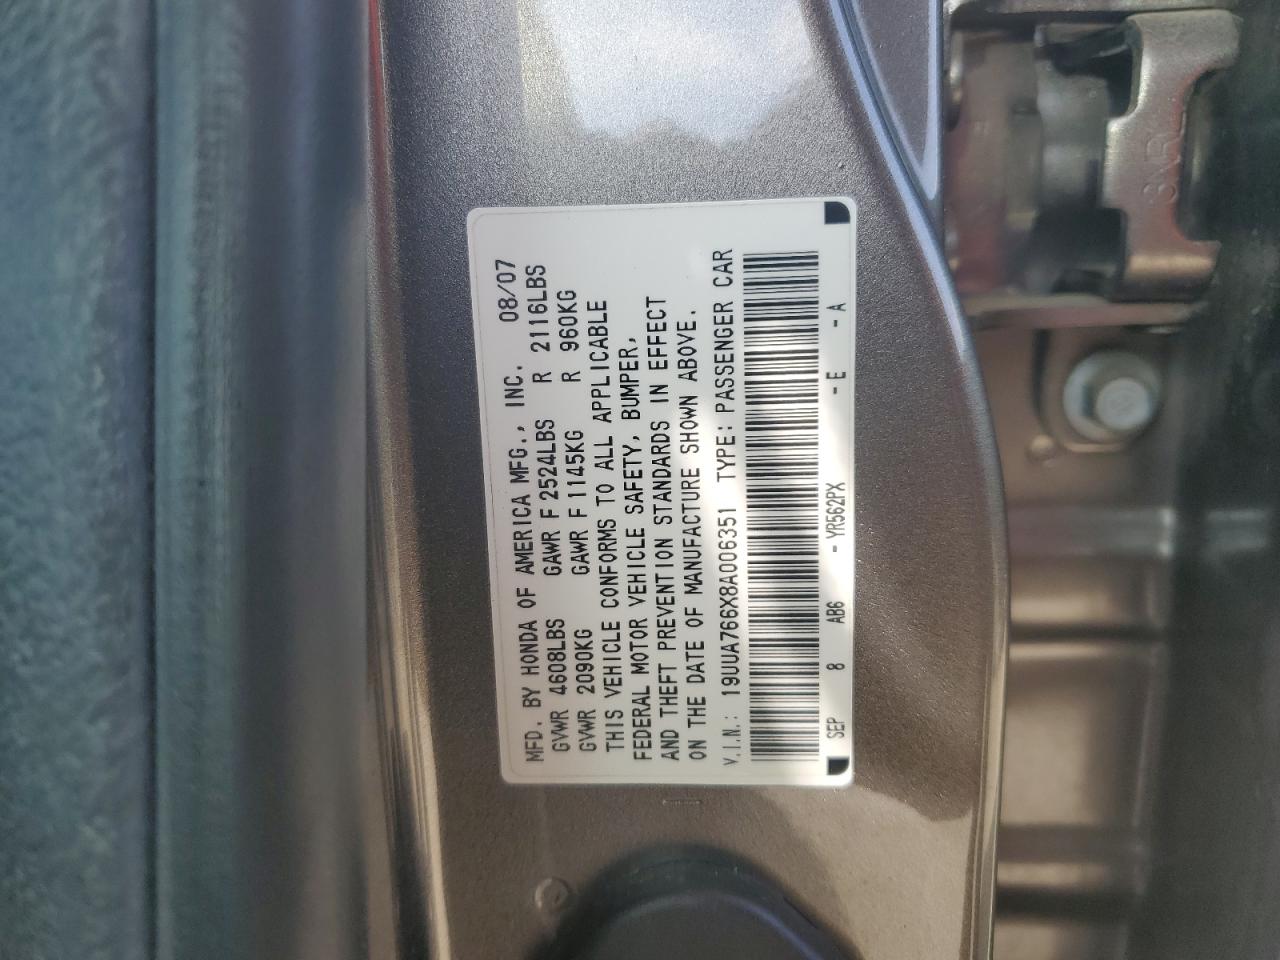 MFD. BY HONDA OF AMERICA MFG., INC. 08/07
GVWR 4608LBS GAWR F 2524LBS R 2116LBS
GVWR 2090KG GAWR F 1145KG R 960KG
THIS VEHICLE CONFORMS TO ALL APPLICABLE
FEDERAL MOTOR VEHICLE SAFETY, BUMPER,
AND THEFT PREVENTION STANDARDS IN EFFECT
ON THE DATE OF MANUFACTURE SHOWN ABOVE.
V.I.N.: 19UUA766X8A006351 TYPE: PASSENGER CAR
SEP 8 AB6 - YR562PX - E - A